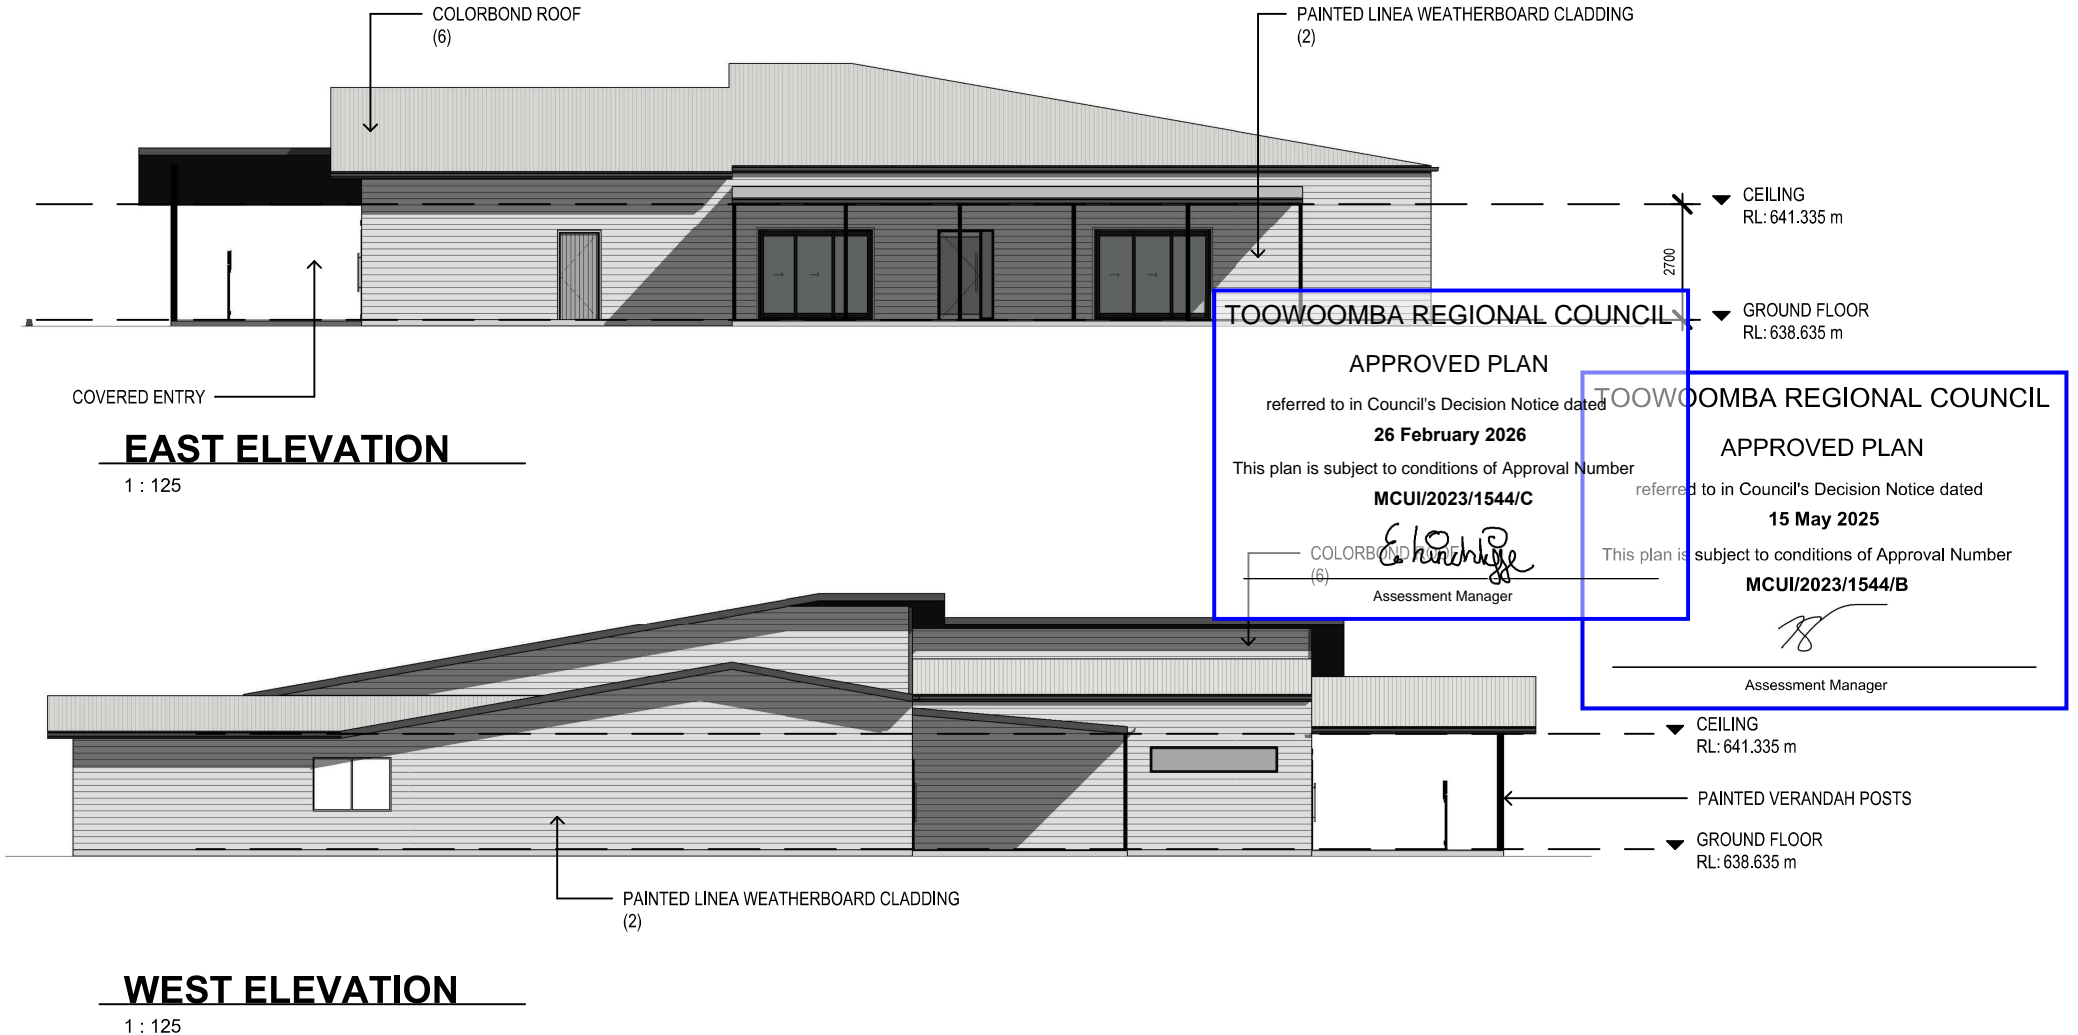 COLORBOND ROOF
(6)
PAINTED LINEA WEATHERBOARD CLADDING
(2)
CEILING
RL: 641.335 m
2700
GROUND FLOOR
RL: 638.635 m
COVERED ENTRY
EAST ELEVATION
1 : 125
TOOWOOMBA REGIONAL COUNCIL
APPROVED PLAN
referred to in Council's Decision Notice dated
26 February 2026
This plan is subject to conditions of Approval Number
MCUI/2023/1544/C
Assessment Manager
TOOWOOMBA REGIONAL COUNCIL
APPROVED PLAN
referred to in Council's Decision Notice dated
15 May 2025
This plan is subject to conditions of Approval Number
MCUI/2023/1544/B
Assessment Manager
COLORBOND ROOF
(6)
CEILING
RL: 641.335 m
PAINTED VERANDAH POSTS
GROUND FLOOR
RL: 638.635 m
PAINTED LINEA WEATHERBOARD CLADDING
(2)
WEST ELEVATION
1 : 125